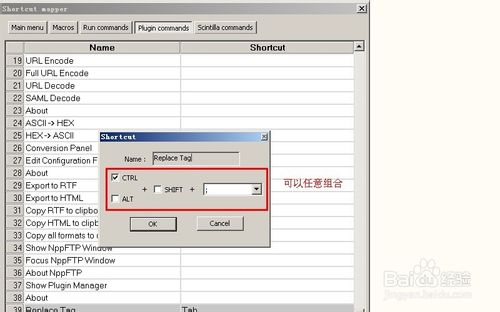 Shortcut mapper
Main menu Macros Run commands Plugin commands Scintilla commands
Name Shortcut
19 URL Encode
20 Full URL Encode
21 URL Decode
22 SAML Decode
23 About
24 ASCII -> HEX
25 HEX -> ASCII
26 Conversion Panel
27 Edit Configuration F
28 About
29 Export to RTF
30 Export to HTML
31 Copy RTF to clipbo
32 Copy HTML to clipb
33 Copy all formats to c
34 Show NppFTP Window
35 Focus NppFTP Window
36 About NppFTP
37 Show Plugin Manager
38 About
39 Replace Tag Tab
Shortcut
Name : Replace Tag
CTRL
+ SHIFT + ;
ALT
OK Cancel
可以任意组合
Baidu 经验
jingyan.baidu.com